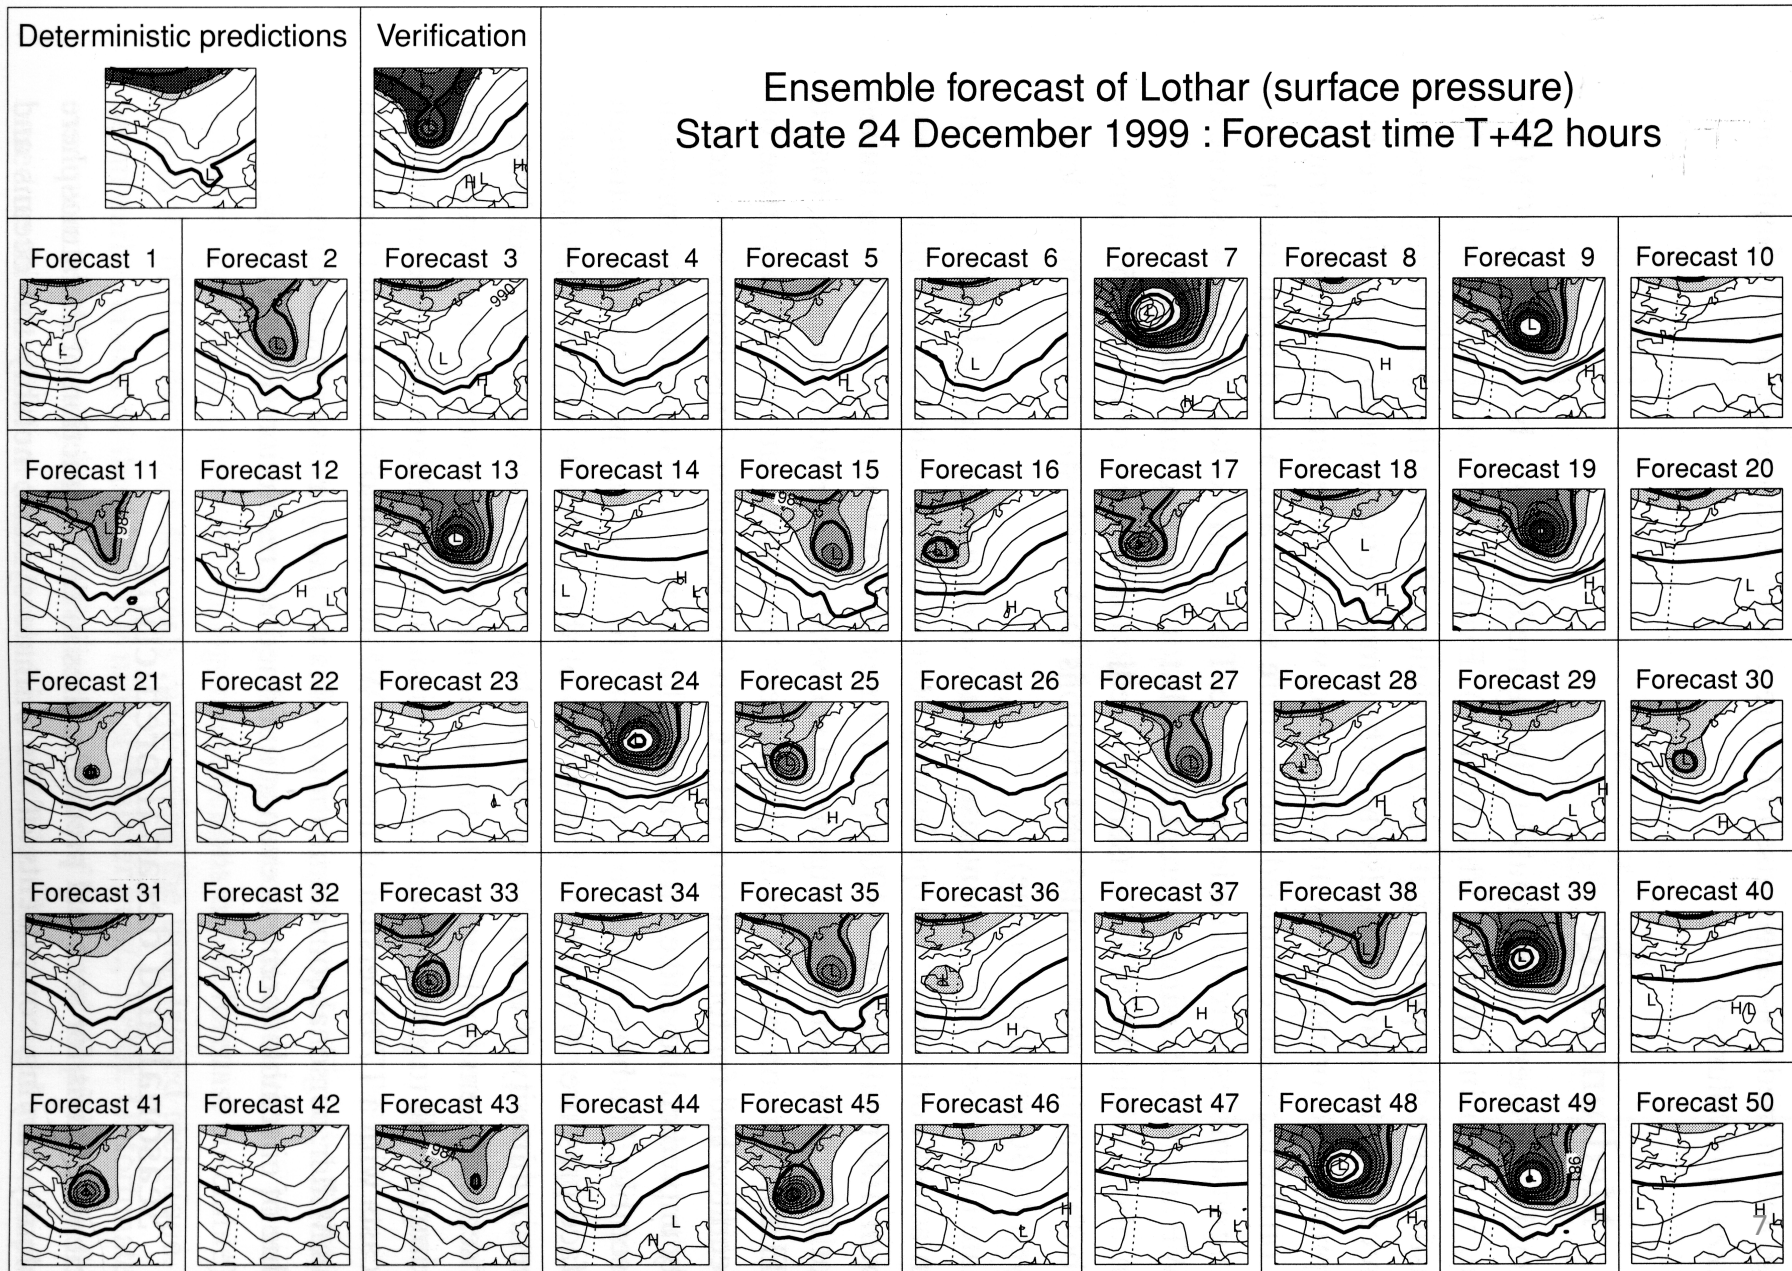 Deterministic predictions
Verification
Ensemble forecast of Lothar (surface pressure)
Start date 24 December 1999 : Forecast time T+42 hours
L
H L H
Forecast 1 Forecast 2 Forecast 3 Forecast 4 Forecast 5 Forecast 6 Forecast 7 Forecast 8 Forecast 9 Forecast 10
990
Forecast 11 Forecast 12 Forecast 13 Forecast 14 Forecast 15 Forecast 16 Forecast 17 Forecast 18 Forecast 19 Forecast 20
Forecast 21 Forecast 22 Forecast 23 Forecast 24 Forecast 25 Forecast 26 Forecast 27 Forecast 28 Forecast 29 Forecast 30
Forecast 31 Forecast 32 Forecast 33 Forecast 34 Forecast 35 Forecast 36 Forecast 37 Forecast 38 Forecast 39 Forecast 40
Forecast 41 Forecast 42 Forecast 43 Forecast 44 Forecast 45 Forecast 46 Forecast 47 Forecast 48 Forecast 49 Forecast 50
981
7